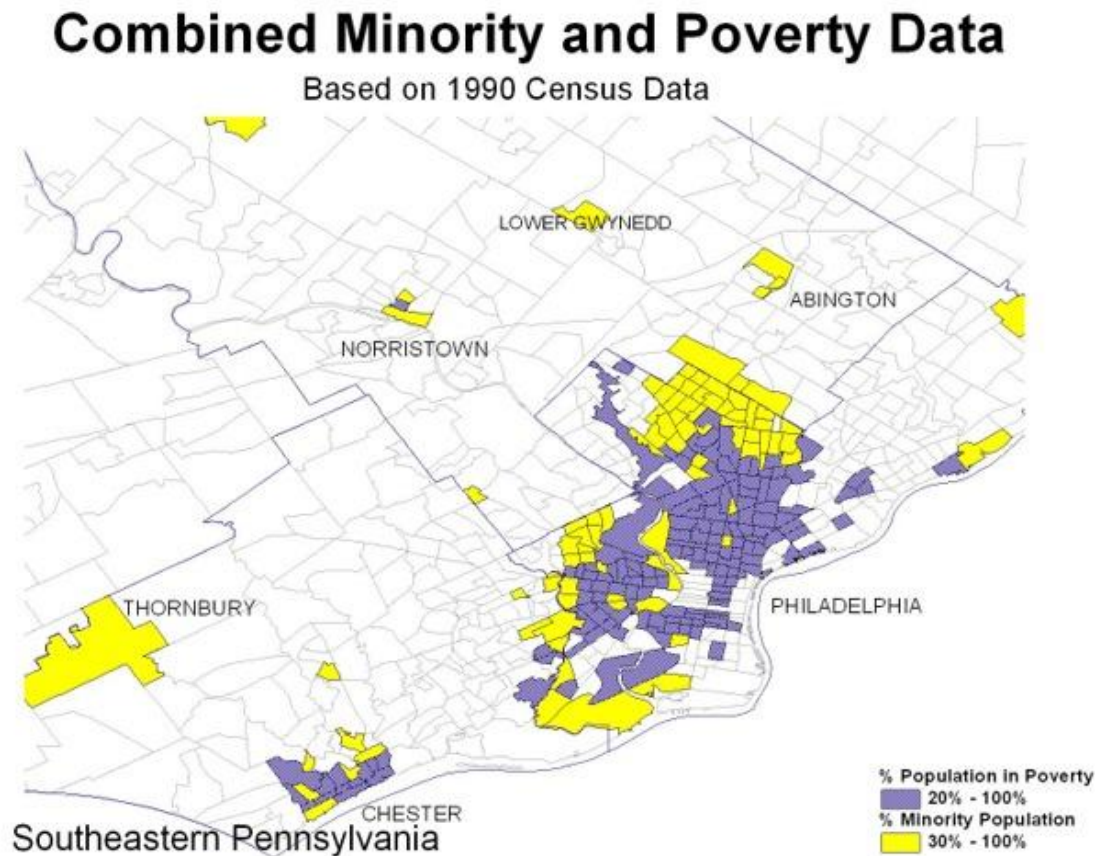 Combined Minority and Poverty Data
Based on 1990 Census Data
LOWER GWYNEDD
ABINGTON
NORRISTOWN
THORNBURY
PHILADELPHIA
CHESTER
% Population in Poverty
20% - 100%
% Minority Population
30% - 100%
Southeastern Pennsylvania